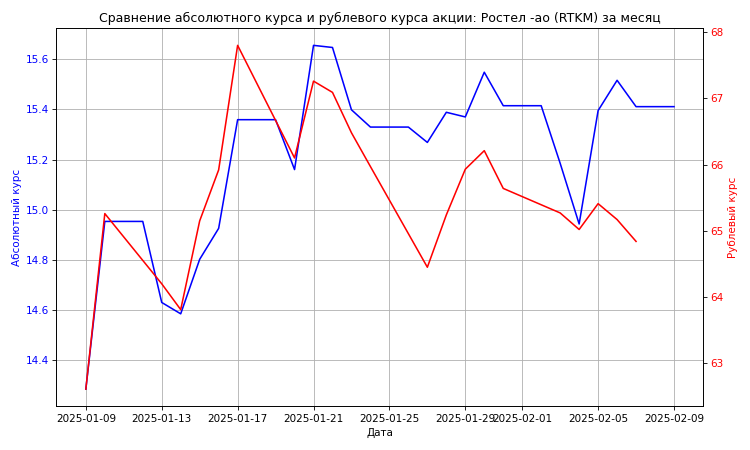 Сравнение абсолютного курса и рублевого курса акции: Ростел -ао (RTKM) за месяц
Абсолютный курс
15.6
15.4
15.2
15.0
14.8
14.6
14.4
68
67
66
65
64
63
Рублевый курс
2025-01-09 2025-01-13 2025-01-17 2025-01-21 2025-01-25 2025-01-29 2025-02-01 2025-02-05 2025-02-09
Дата